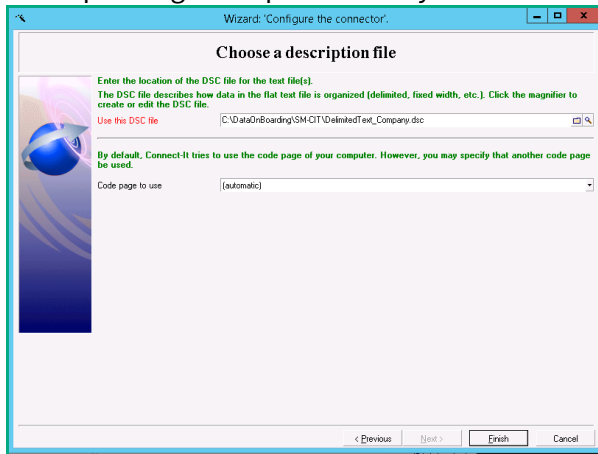 Wizard: 'Configure the connector'.
Choose a description file
Enter the location of the DSC file for the text file(s).
The DSC file describes how data in the flat text file is organized (delimited, fixed width, etc.). Click the magnifier to
create or edit the DSC file.
Use this DSC file
C:\DataOnBoarding\SM-CIT\DelimitedText_Company.dsc
By default, Connect-It tries to use the code page of your computer. However, you may specify that another code page
be used.
Code page to use
(automatic)
< Previous
Next >
Finish
Cancel